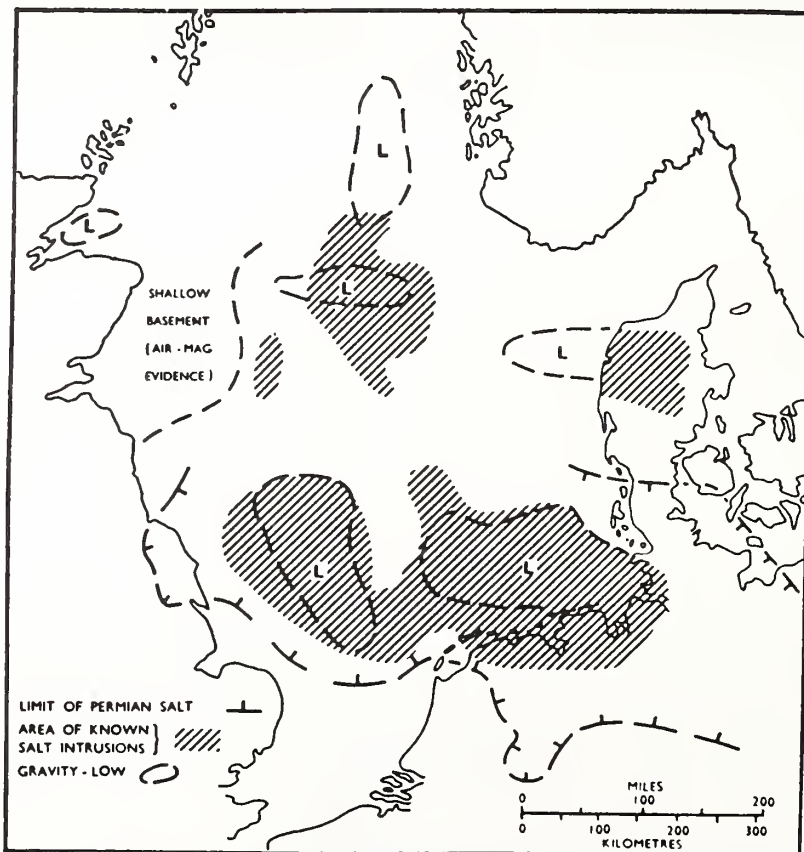 L
L
SHALLOW
BASEMENT
(AIR-MAG
EVIDENCE)
L
L
L
L
LIMIT OF PERMIAN SALT
AREA OF KNOWN
SALT INTRUSIONS
GRAVITY-LOW
MILES
0 100 200
0 100 200 300
KILOMETRES